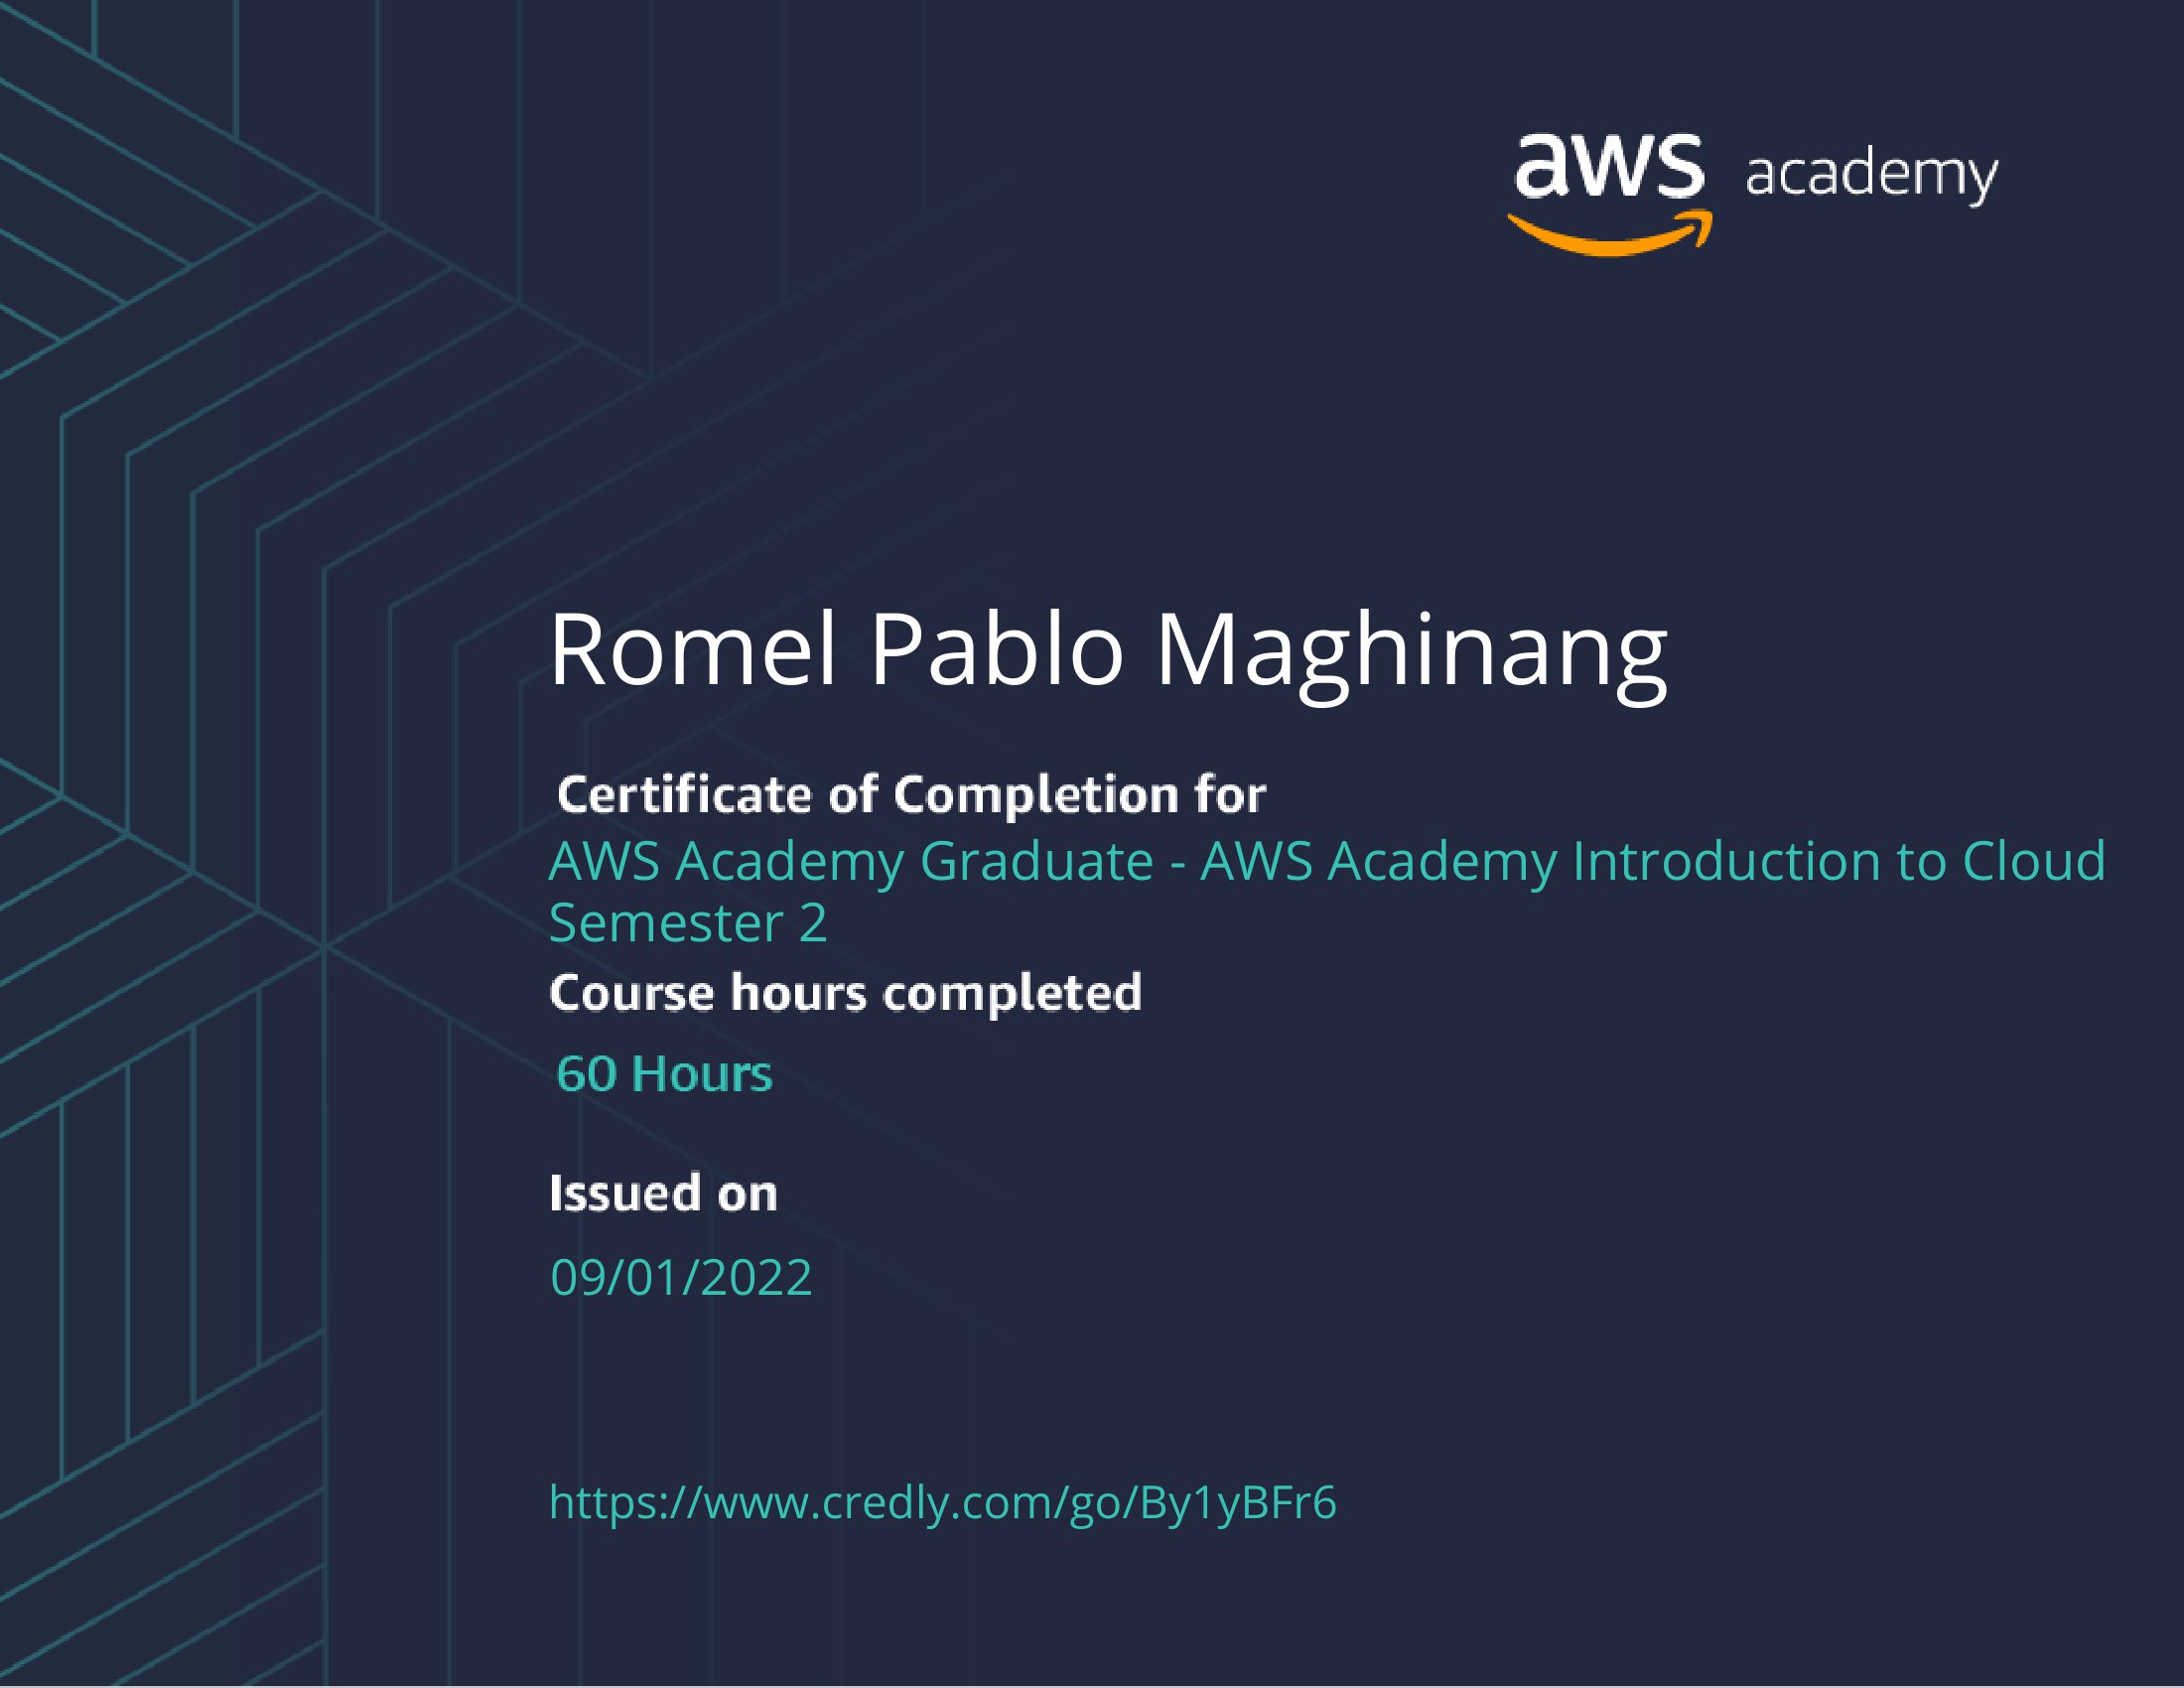 aws academy
Romel Pablo Maghinang
Certificate of Completion for
AWS Academy Graduate - AWS Academy Introduction to Cloud
Semester 2
Course hours completed
60 Hours
Issued on
09/01/2022
https://www.credly.com/go/By1yBFr6